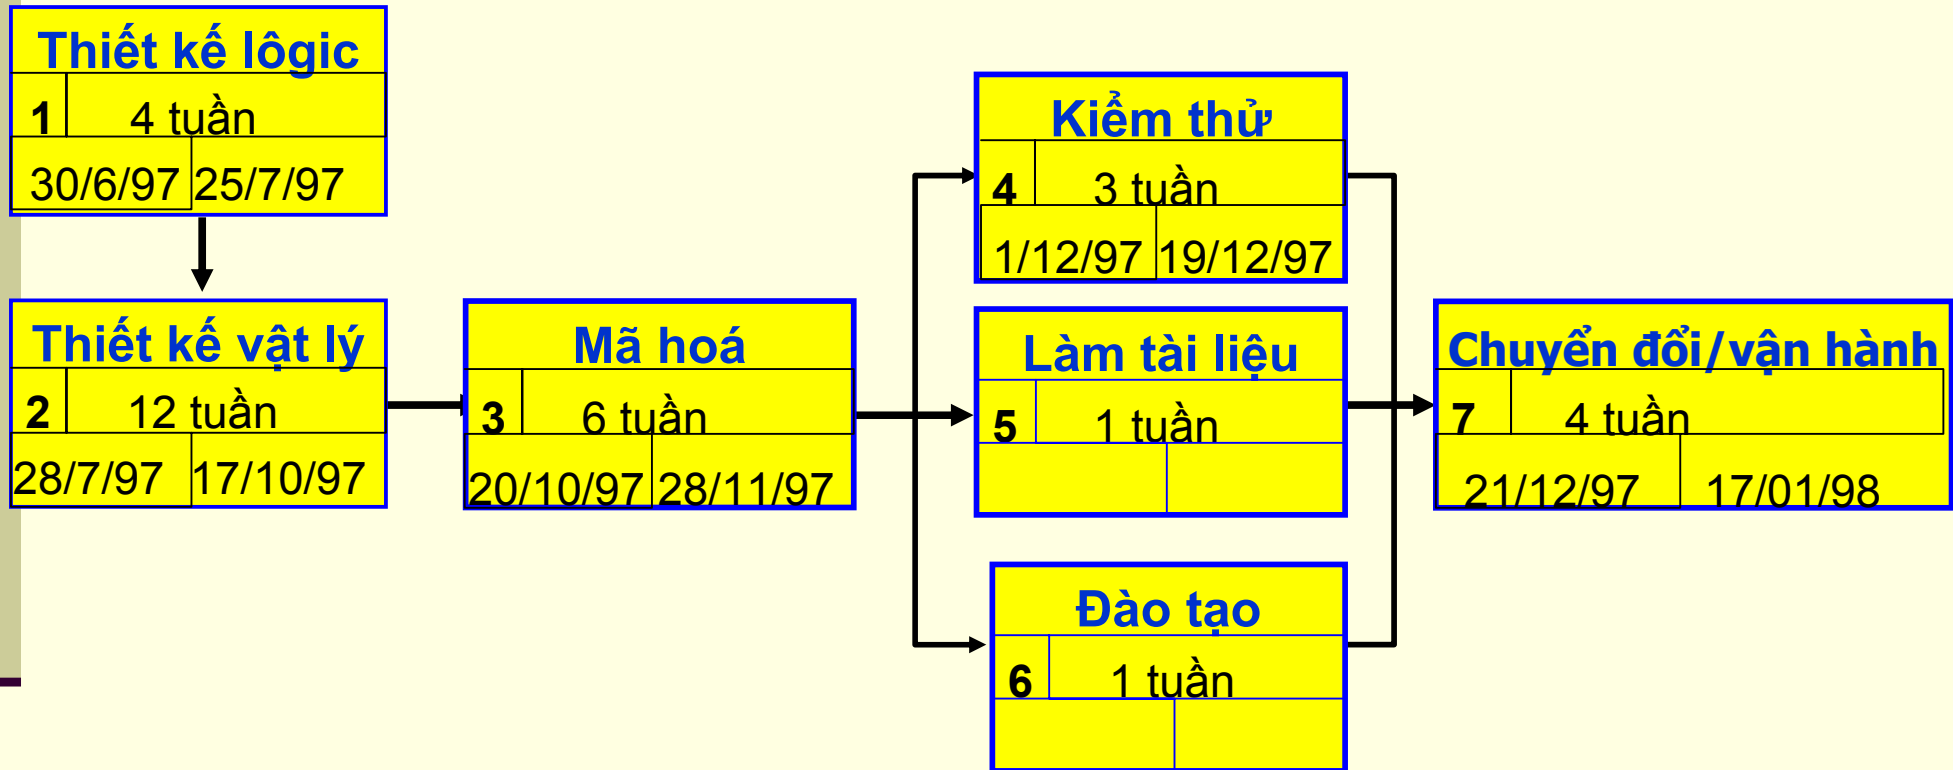 Thiết kế lôgic
1 4 tuần
30/6/97 25/7/97
Thiết kế vật lý
2 12 tuần
28/7/97 17/10/97
Mã hoá
3 6 tuần
20/10/97 28/11/97
Kiểm thử
4 3 tuần
1/12/97 19/12/97
Làm tài liệu
5 1 tuần
Đào tạo
6 1 tuần
Chuyển đổi/vận hành
7 4 tuần
21/12/97 17/01/98